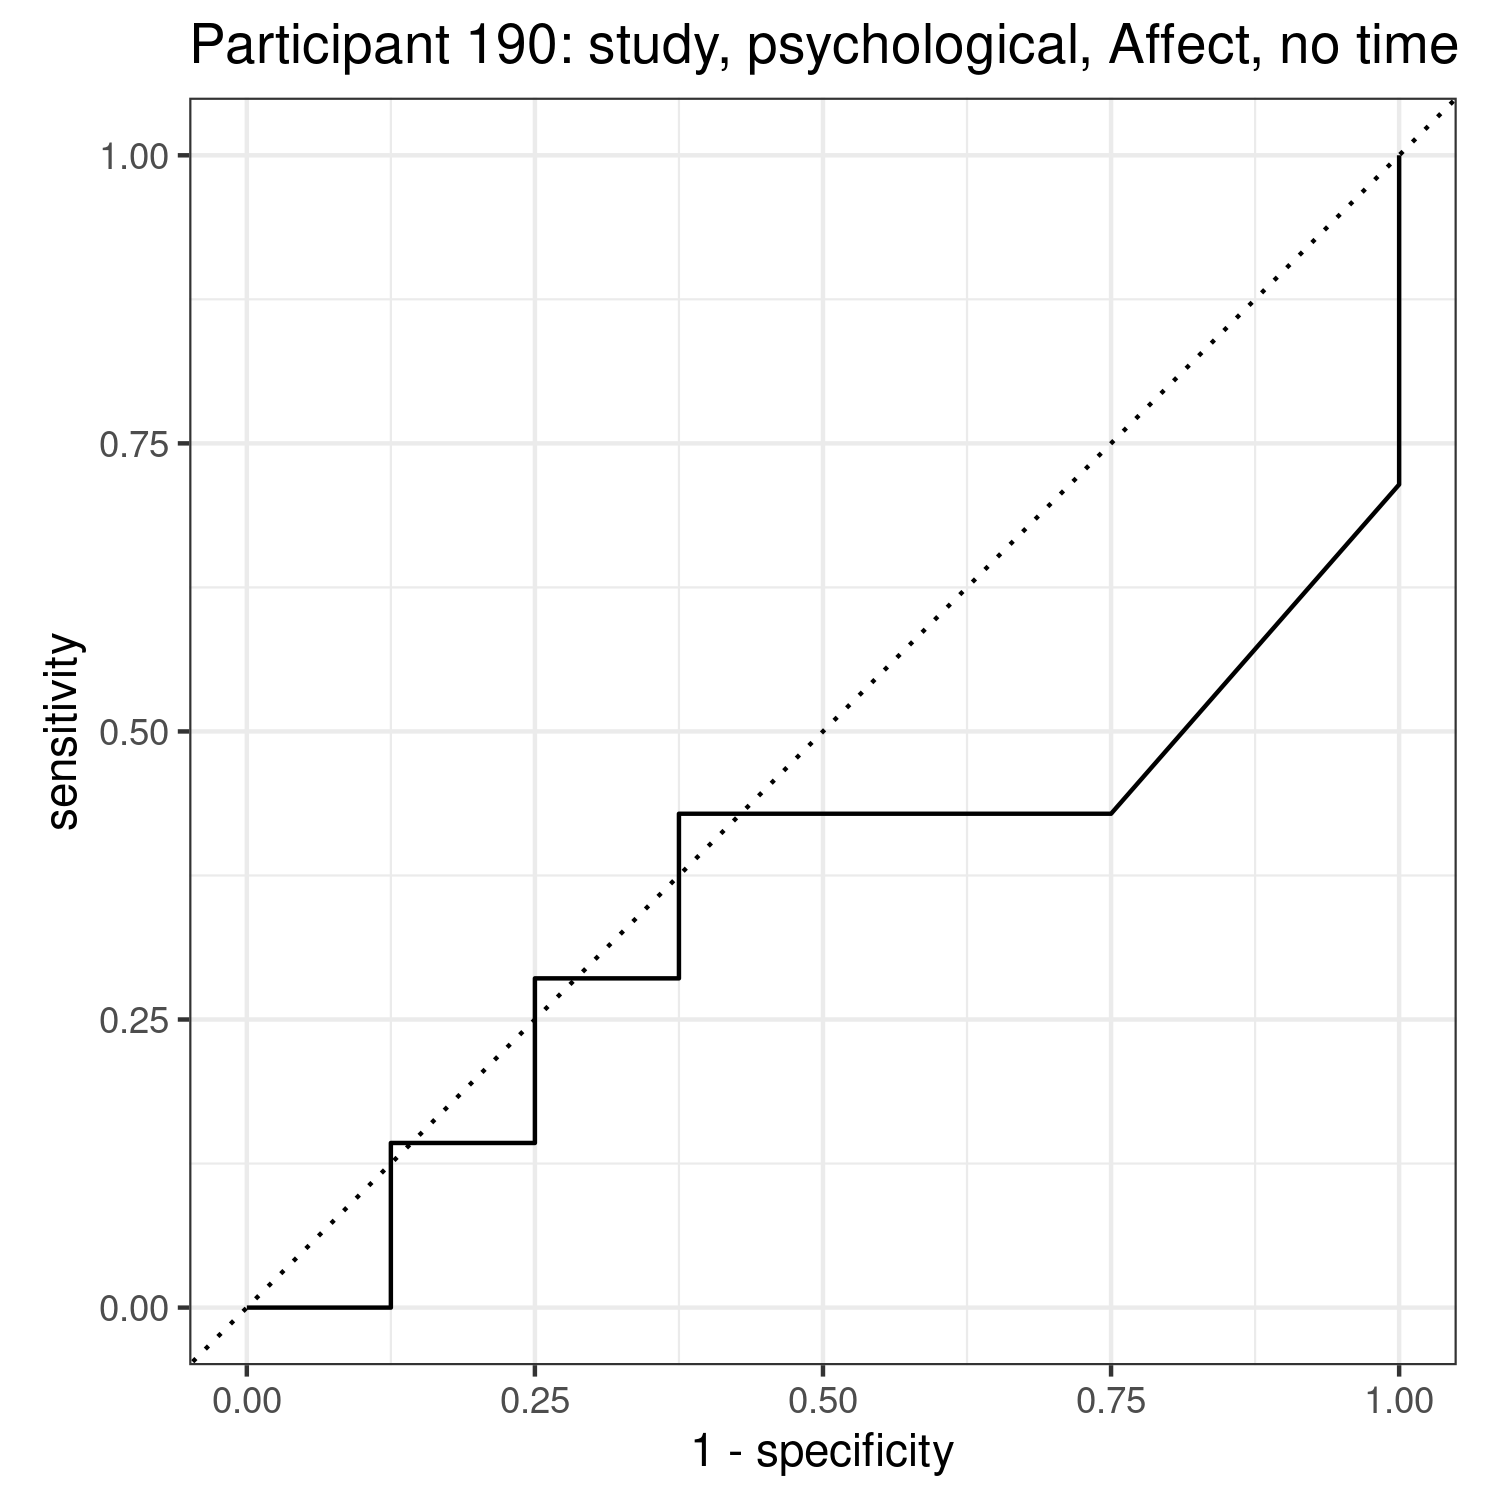 Participant 190: study, psychological, Affect, no time
1.00
0.75
0.50
0.25
0.00
sensitivity
0.00 0.25 0.50 0.75 1.00
1 - specificity